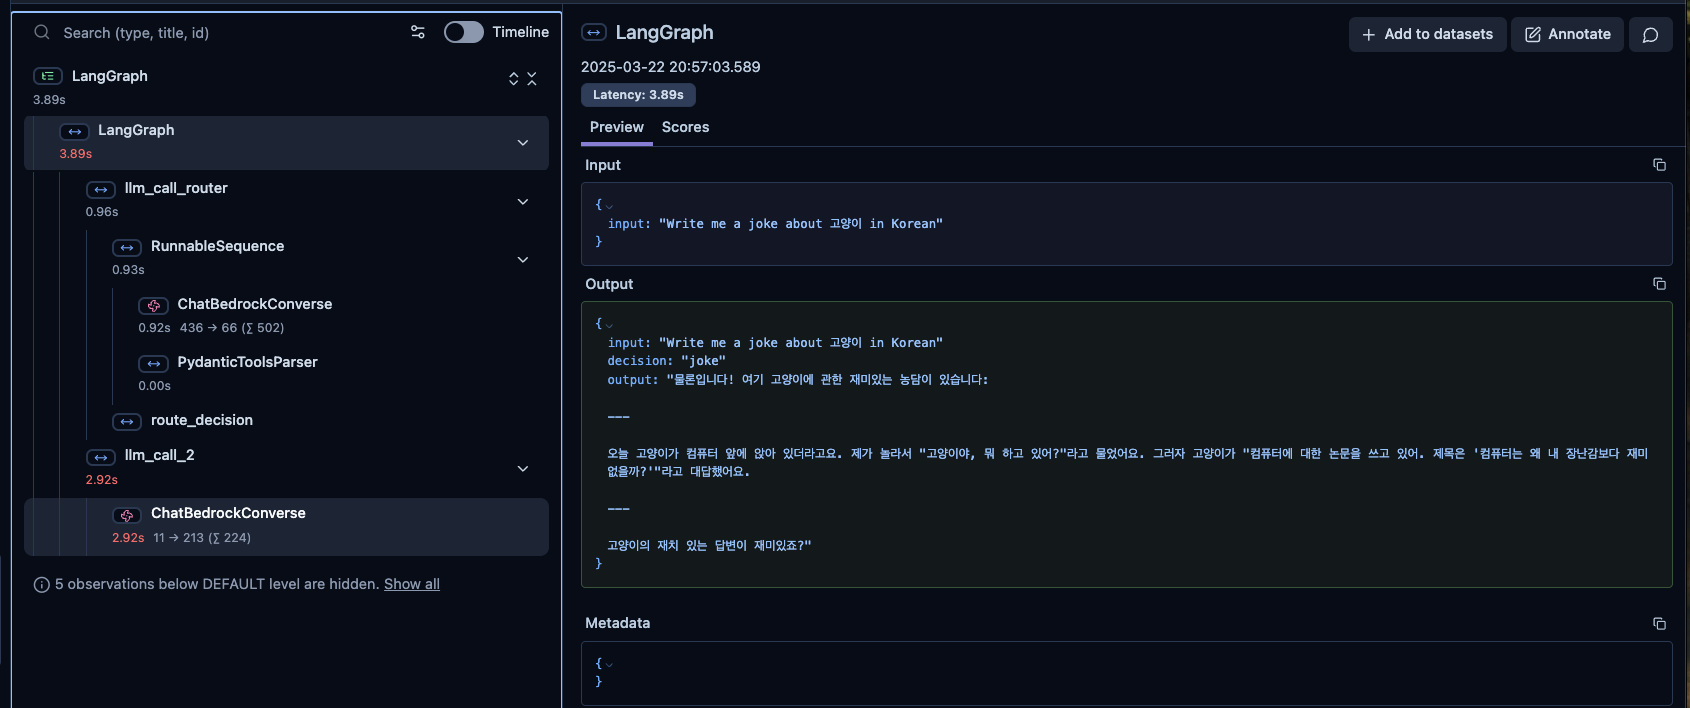 Search (type, title, id)
Timeline
LangGraph
3.89s
LangGraph
3.89s
llm_call_router
0.96s
RunnableSequence
0.93s
ChatBedrockConverse
0.92s 436 → 66 (∑ 502)
PydanticToolsParser
0.00s
route_decision
llm_call_2
2.92s
ChatBedrockConverse
2.92s 11 → 213 (∑ 224)
5 observations below DEFAULT level are hidden. Show all
LangGraph
+ Add to datasets
Annotate
2025-03-22 20:57:03.589
Latency: 3.89s
Preview Scores
Input
{
input: "Write me a joke about 고양이 in Korean"
}
Output
{
input: "Write me a joke about 고양이 in Korean"
decision: "joke"
output: "물론입니다! 여기 고양이에 관한 재미있는 농담이 있습니다:
---
오늘 고양이가 컴퓨터 앞에 앉아 있더라고요. 제가 놀라서 "고양이야, 뭐 하고 있어?"라고 물었어요. 그러자 고양이가 "컴퓨터에 대한 논문을 쓰고 있어. 제목은 '컴퓨터는 왜 내 장난감보다 재미
없을까?'"라고 대답했어요.
---
고양이의 재치 있는 답변이 재미있죠?"
}
Metadata
{
}